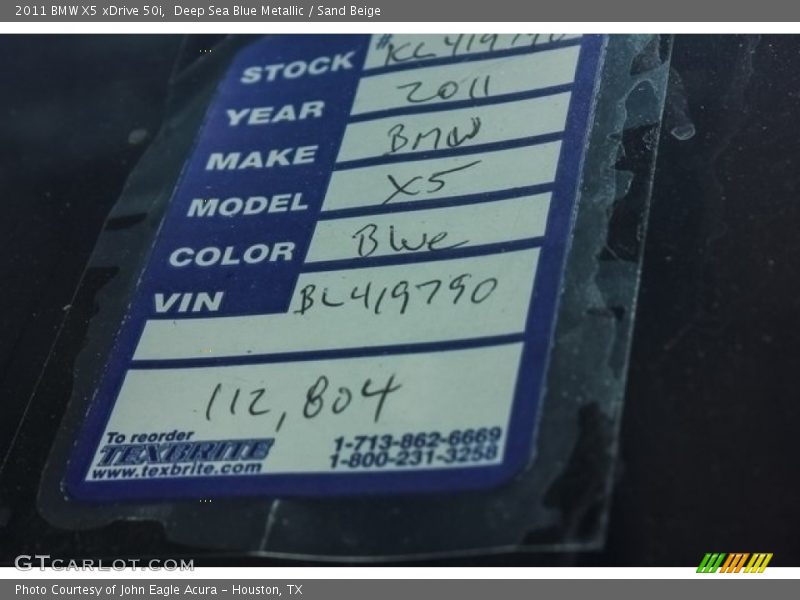 2011 BMW X5 xDrive 50i, Deep Sea Blue Metallic / Sand Beige
STOCK # KL419790
YEAR 2011
MAKE BMW
MODEL X5
COLOR Blue
VIN BL419790
112,804
To reorder
TEXBRITE 1-713-862-6669
www.texbrite.com 1-800-231-3258
GTCARLOT.COM
Photo Courtesy of John Eagle Acura - Houston, TX